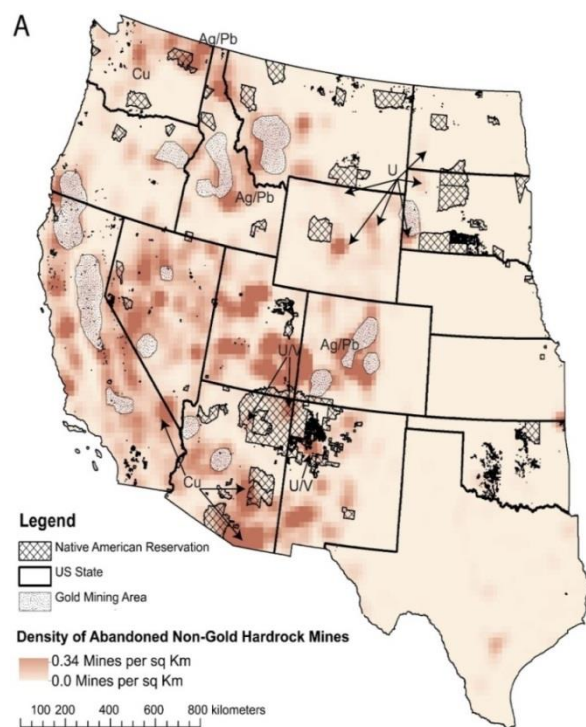 A
Ag/Pb
Cu
U
Ag/Pb
Ag/Pb
U/V
U/V
Cu
Legend
Native American Reservation
US State
Gold Mining Area
Density of Abandoned Non-Gold Hardrock Mines
0.34 Mines per sq Km
0.0 Mines per sq Km
100 200 400 600 800 kilometers